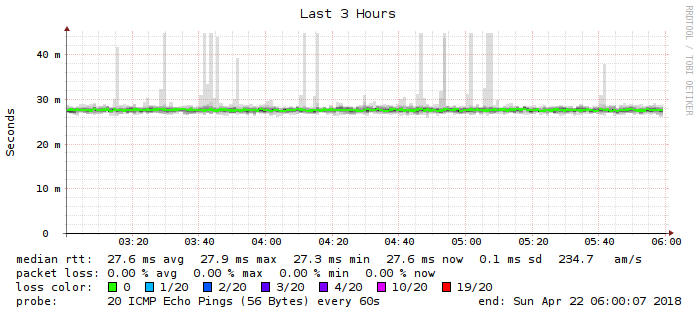 Last 3 Hours
RRDTOOL / TOBI OETIKER
Seconds
40 m
30 m
20 m
10 m
0
03:20 03:40 04:00 04:20 04:40 05:00 05:20 05:40 06:00
median rtt: 27.6 ms avg 27.9 ms max 27.3 ms min 27.6 ms now 0.1 ms sd 234.7 am/s
packet loss: 0.00 % avg 0.00 % max 0.00 % min 0.00 % now
loss color: 0 1/20 2/20 3/20 4/20 10/20 19/20
probe: 20 ICMP Echo Pings (56 Bytes) every 60s end: Sun Apr 22 06:00:07 2018